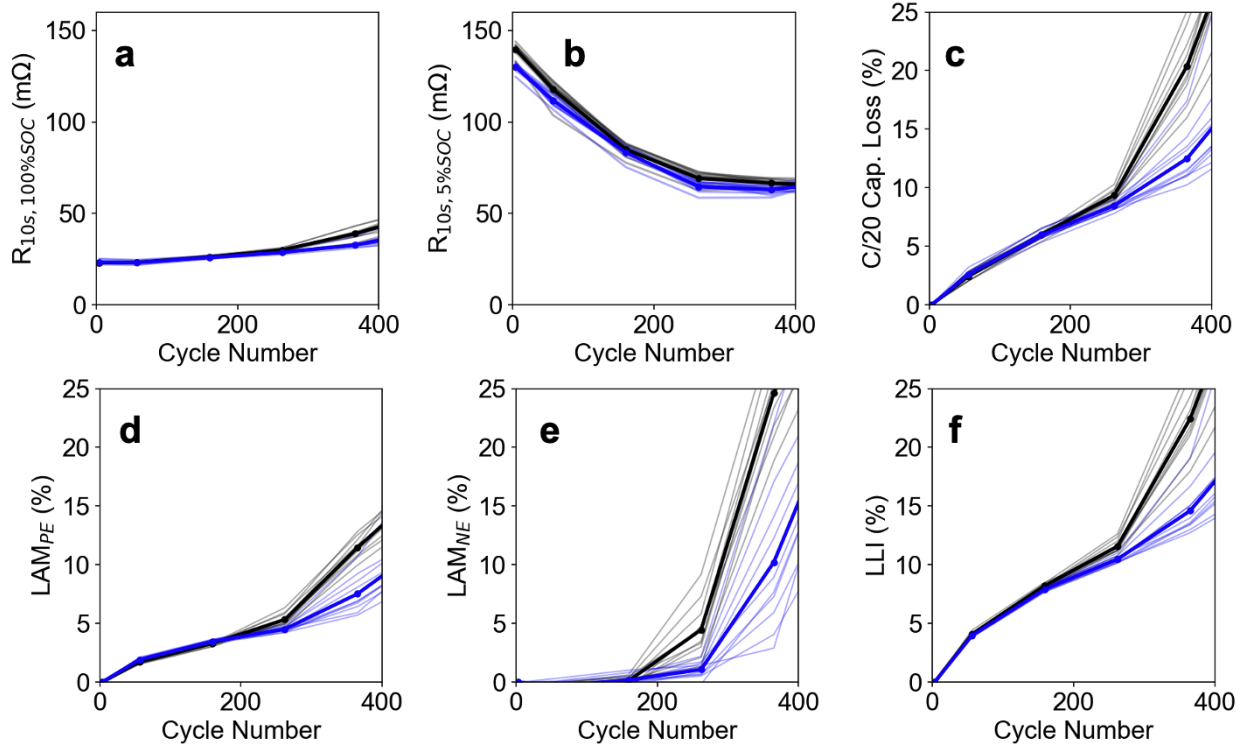 a
R10s, 100%SOC (mΩ)
150
100
50
0
0
200
400
Cycle Number
b
R10s, 5%SOC (mΩ)
150
100
50
0
0
200
400
Cycle Number
c
C/20 Cap. Loss (%)
25
20
15
10
5
0
0
200
400
Cycle Number
d
LAMPE (%)
25
20
15
10
5
0
0
200
400
Cycle Number
e
LAMNE (%)
25
20
15
10
5
0
0
200
400
Cycle Number
f
LLI (%)
25
20
15
10
5
0
0
200
400
Cycle Number